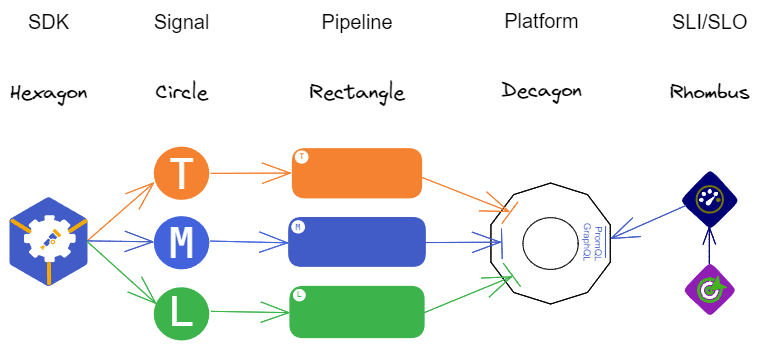 SDK Signal Pipeline Platform SLI/SLO
Hexagon Circle Rectangle Decagon Rhombus
T T
M M
L L
PromQL
GraphQL